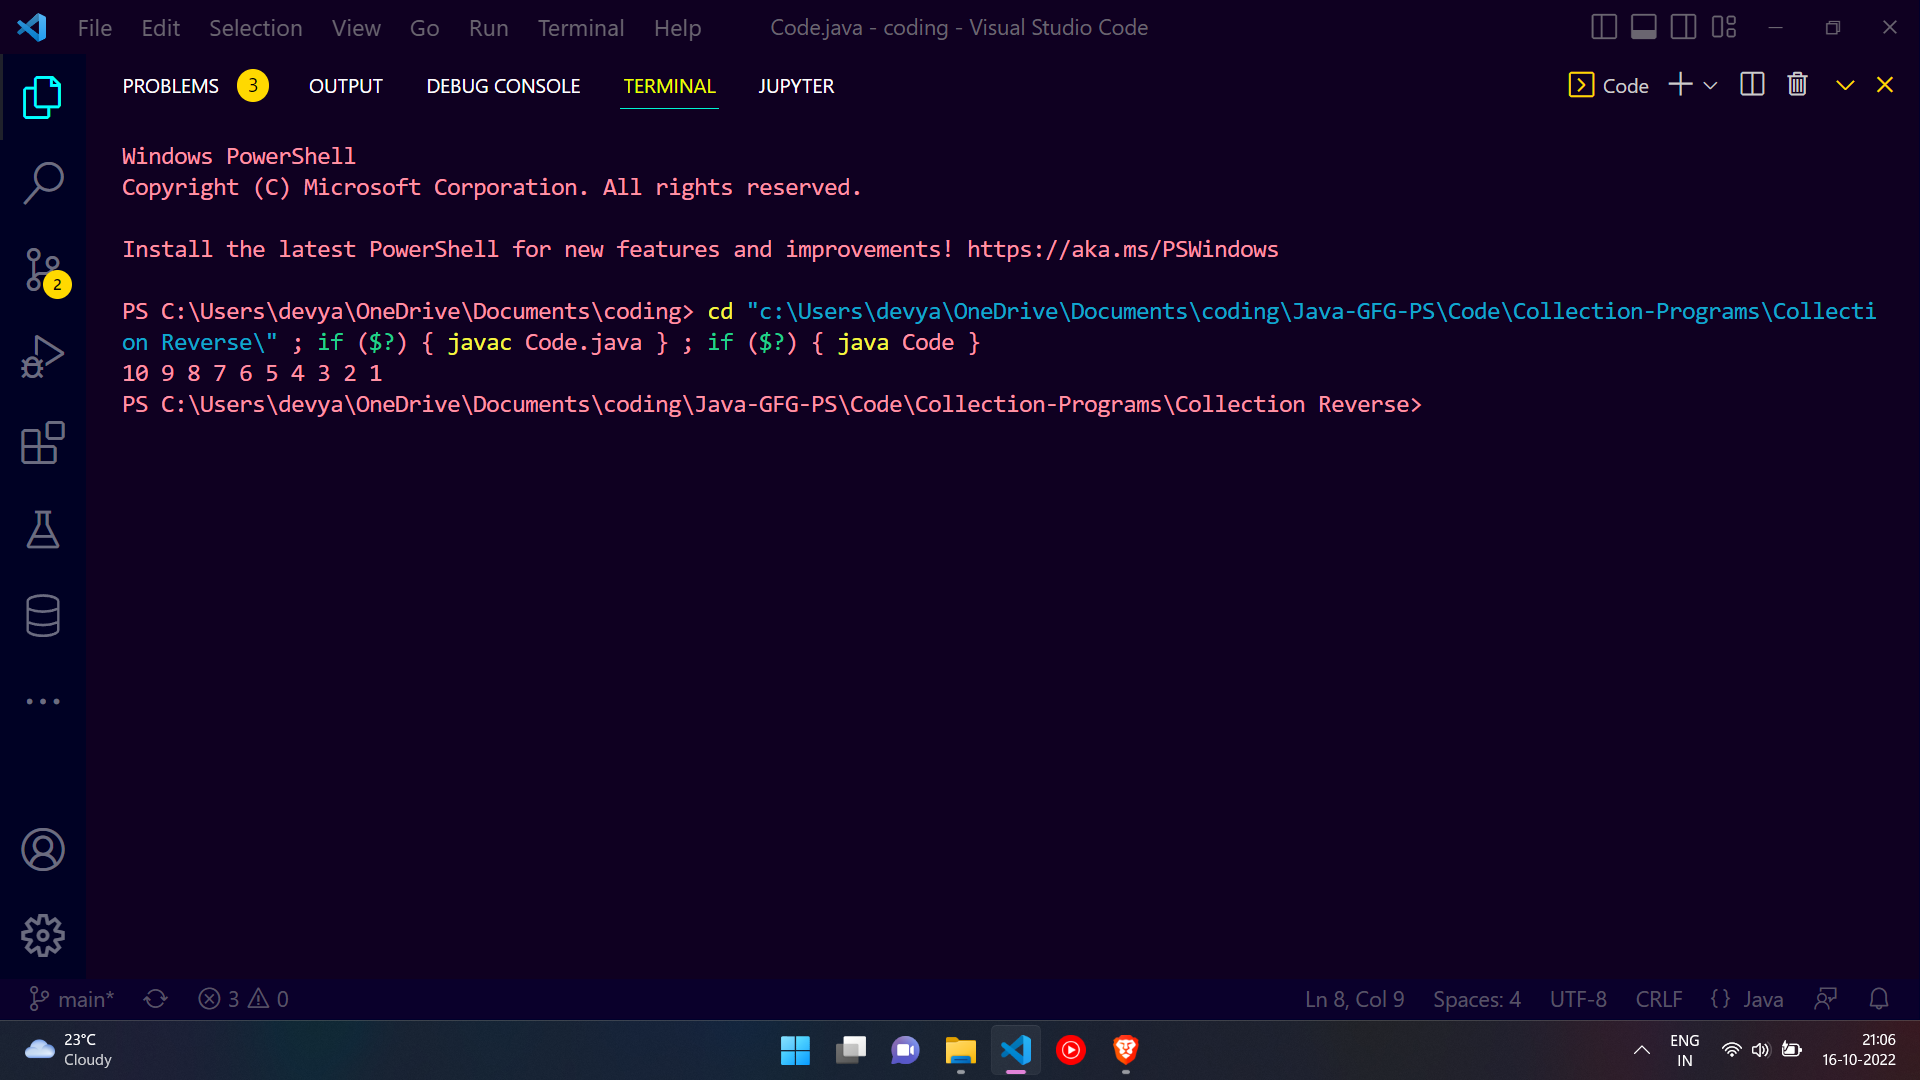 File Edit Selection View Go Run Terminal Help Code.java - coding - Visual Studio Code
PROBLEMS 3 OUTPUT DEBUG CONSOLE TERMINAL JUPYTER Code
Windows PowerShell
Copyright (C) Microsoft Corporation. All rights reserved.
Install the latest PowerShell for new features and improvements! https://aka.ms/PSWindows
PS C:\Users\devya\OneDrive\Documents\coding> cd "c:\Users\devya\OneDrive\Documents\coding\Java-GFG-PS\Code\Collection-Programs\Collecti
on Reverse\" ; if ($?) { javac Code.java } ; if ($?) { java Code }
10 9 8 7 6 5 4 3 2 1
PS C:\Users\devya\OneDrive\Documents\coding\Java-GFG-PS\Code\Collection-Programs\Collection Reverse>
2
main* 3 0 Ln 8, Col 9 Spaces: 4 UTF-8 CRLF {} Java
23°C
Cloudy
ENG
IN
21:06
16-10-2022